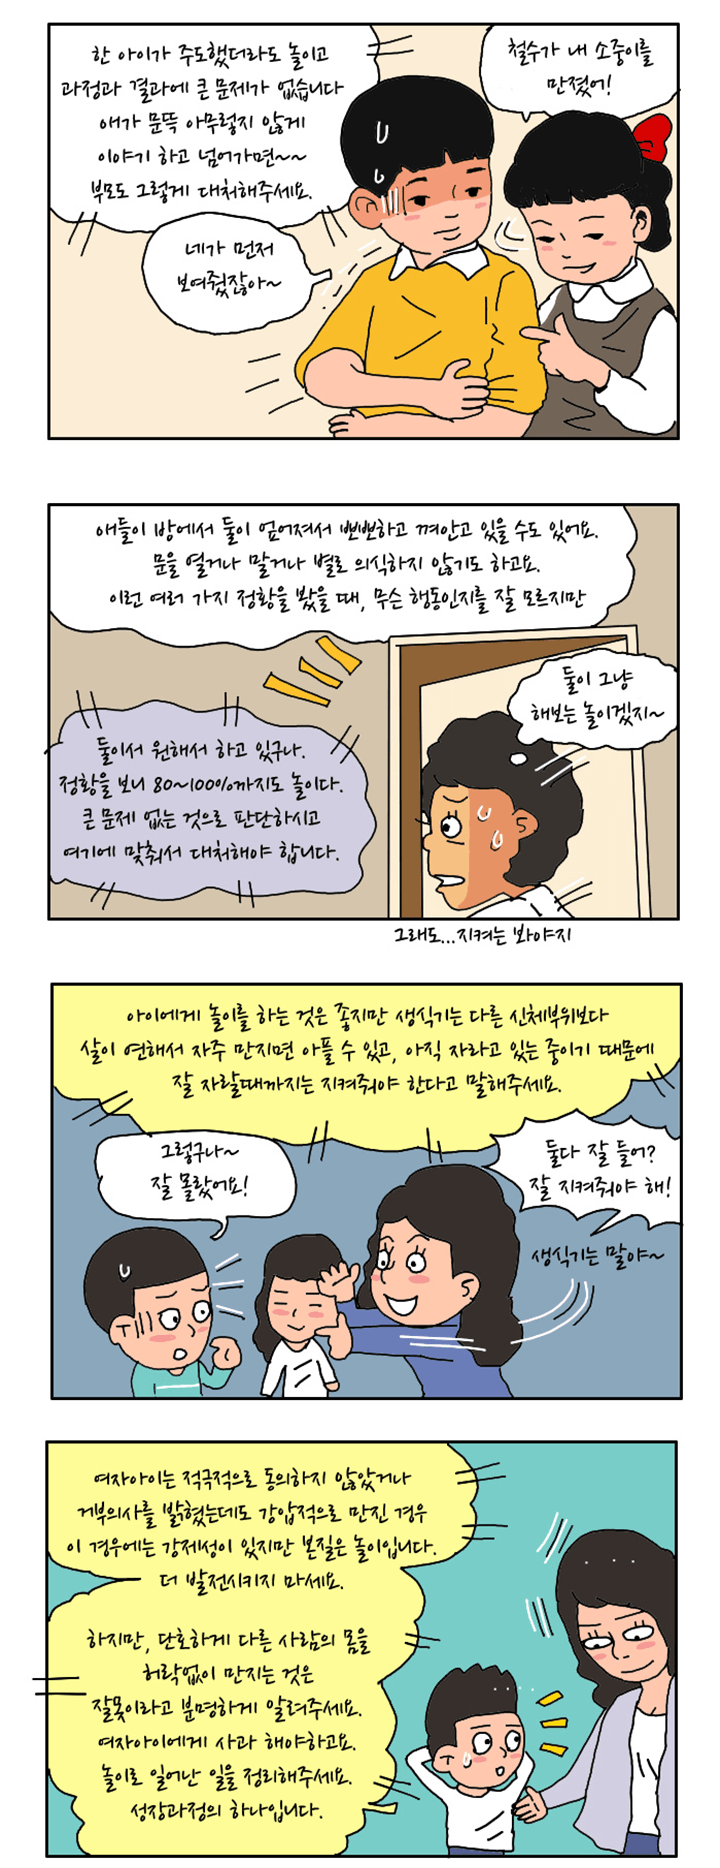 한 아이가 주도했더라도 놀이고
과정과 결과에 큰 문제가 없습니다
애가 문뜩 아무렇지 않게
이야기 하고 넘어가면~~
부모도 그렇게 대처해주세요.
철수가 내 소중이를
만졌어!
네가 먼저
보여줬잖아~
애들이 방에서 둘이 엎어져서 뽀뽀하고 껴안고 있을 수도 있어요.
문을 열거나 말거나 별로 의식하지 않기도 하고요.
이런 여러 가지 정황을 봤을 때, 무슨 행동인지를 잘 모르지만
둘이 그냥
해보는 놀이겠지~
둘이서 원해서 하고 있구나.
정황을 보니 80~100%까지도 놀이다.
큰 문제 없는 것으로 판단하시고
여기에 맞춰서 대처해야 합니다.
그래도...지켜는 봐야지
아이에게 놀이를 하는 것은 좋지만 생식기는 다른 신체부위보다
살이 연해서 자주 만지면 아플 수 있고, 아직 자라고 있는 중이기 때문에
잘 자랄때까지는 지켜줘야 한다고 말해주세요.
그렇구나~
잘 몰랐어요!
둘다 잘 들어?
잘 지켜줘야 해!
생식기는 말야~
여자아이는 적극적으로 동의하지 않았거나
거부의사를 밝혔는데도 강압적으로 만진 경우
이 경우에는 강제성이 있지만 본질은 놀이입니다.
더 발전시키지 마세요.
하지만, 단호하게 다른 사람의 몸을
허락없이 만지는 것은
잘못이라고 분명하게 알려주세요.
여자아이에게 사과 해야하고요.
놀이로 일어난 일을 정리해주세요.
성장과정의 하나입니다.